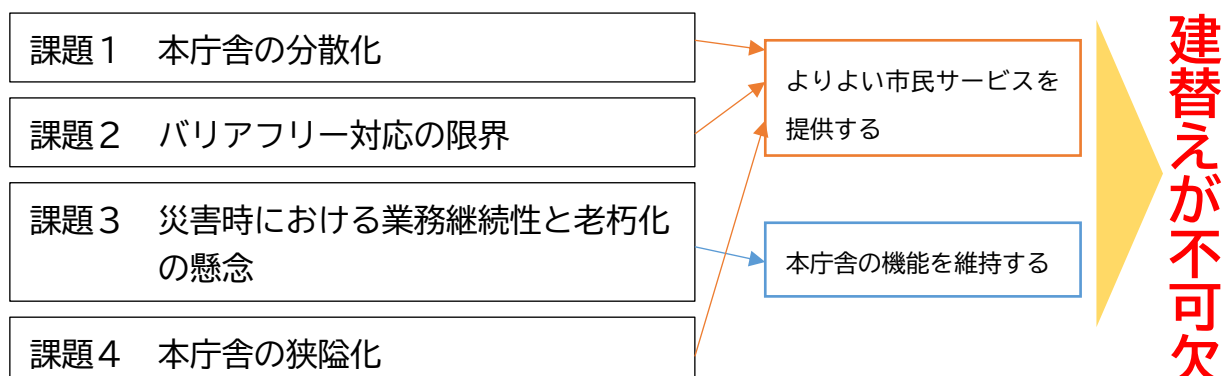 課題１　本庁舎の分散化
課題２　バリアフリー対応の限界
課題３　災害時における業務継続性と老朽化
の懸念
課題４　本庁舎の狭隘化
よりよい市民サービスを
提供する
本庁舎の機能を維持する
建替えが不可欠